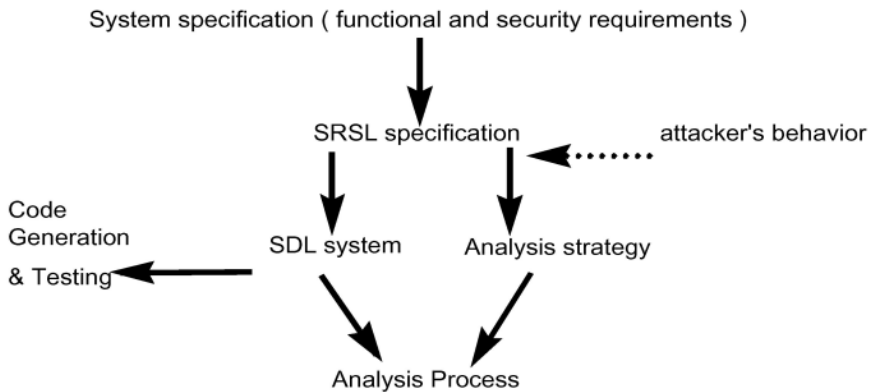 System specification ( functional and security requirements )
SRSL specification
attacker's behavior
Code
Generation
& Testing
SDL system
Analysis strategy
Analysis Process